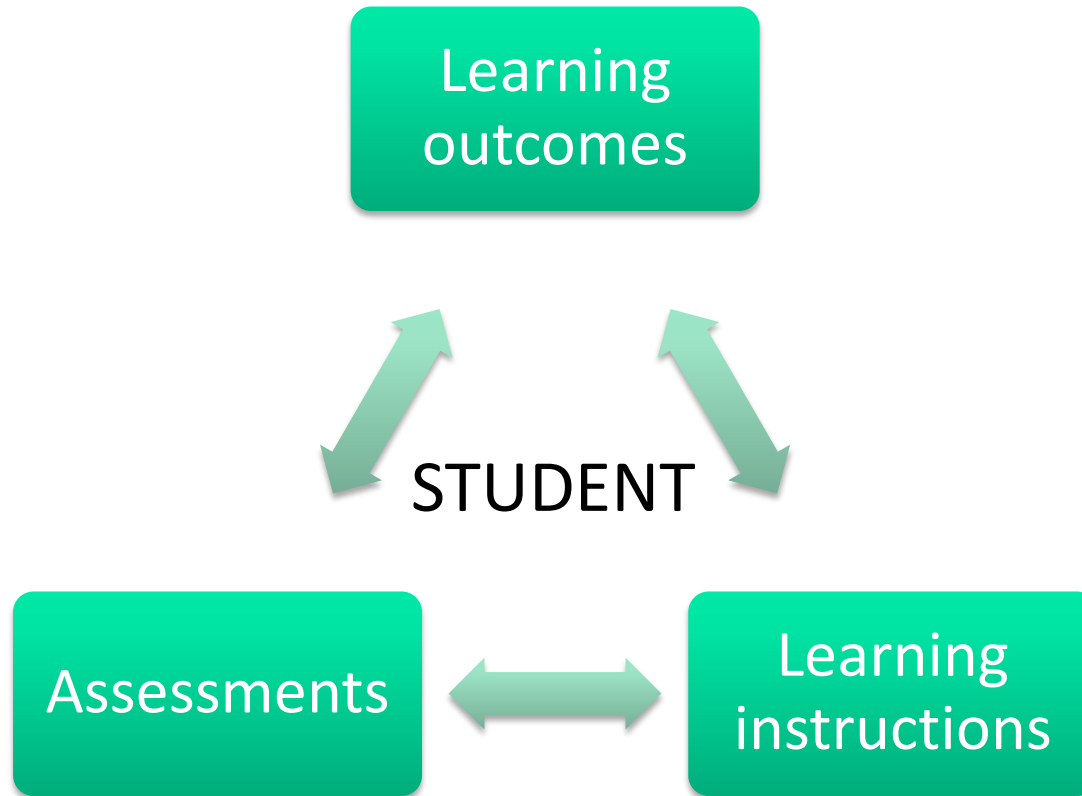 Learning
outcomes
STUDENT
Assessments
Learning
instructions